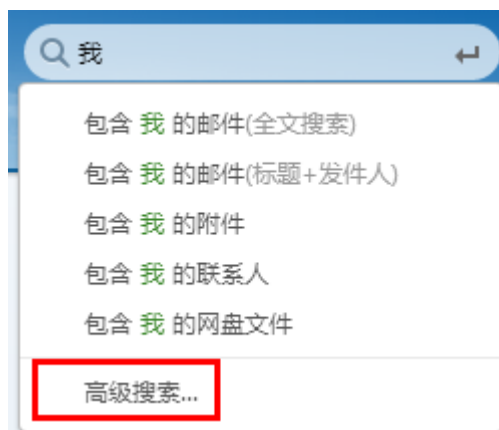 我
包含 我 的邮件(全文搜索)
包含 我 的邮件(标题+发件人)
包含 我 的附件
包含 我 的联系人
包含 我 的网盘文件
高级搜索...